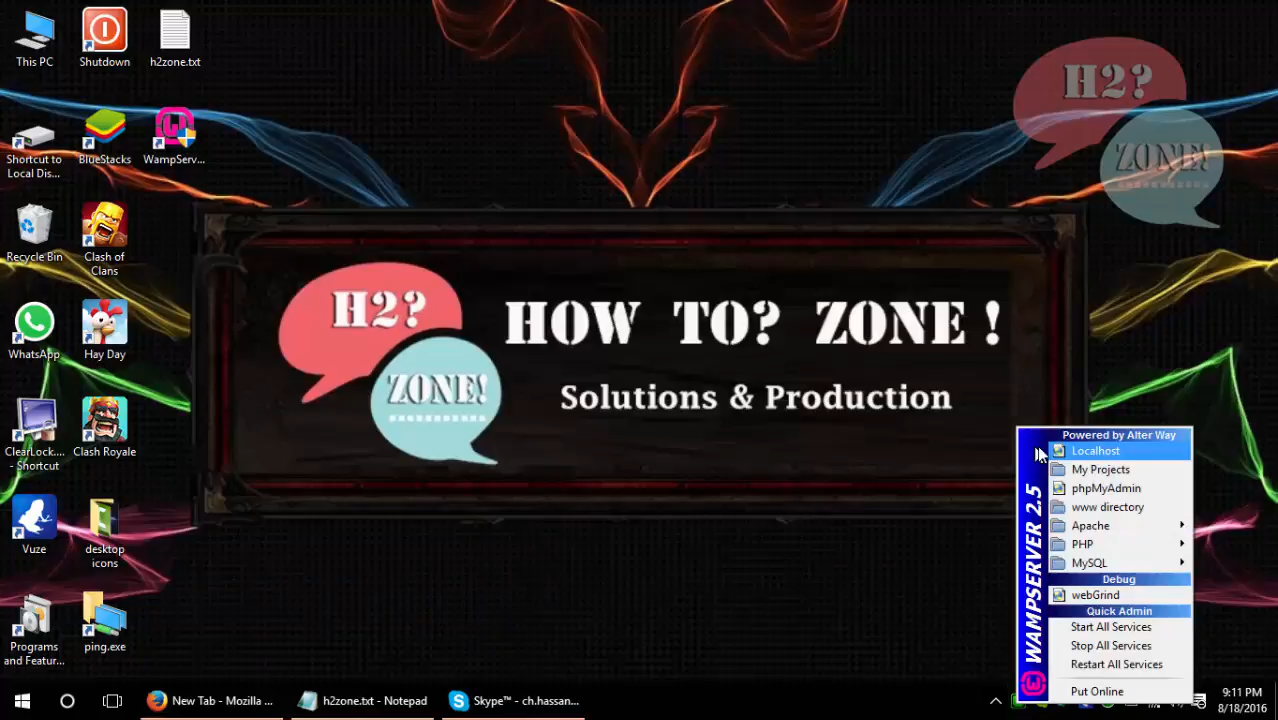 This PC
Shutdown
h2zone.txt
Shortcut to
Local Dis...
BlueStacks
WampServ...
Recycle Bin
Clash of
Clans
WhatsApp
Hay Day
ClearLock....
- Shortcut
Clash Royale
Vuze
desktop
icons
Programs
and Featur...
ping.exe
H2?
ZONE!
H2?
ZONE!
HOW TO? ZONE !
Solutions & Production
WAMPSERVER 2.5
Powered by Alter Way
Localhost
My Projects
phpMyAdmin
www directory
Apache
PHP
MySQL
Debug
webGrind
Quick Admin
Start All Services
Stop All Services
Restart All Services
Put Online
New Tab - Mozilla ...
h2zone.txt - Notepad
Skype™ - ch.hassan...
9:11 PM
8/18/2016